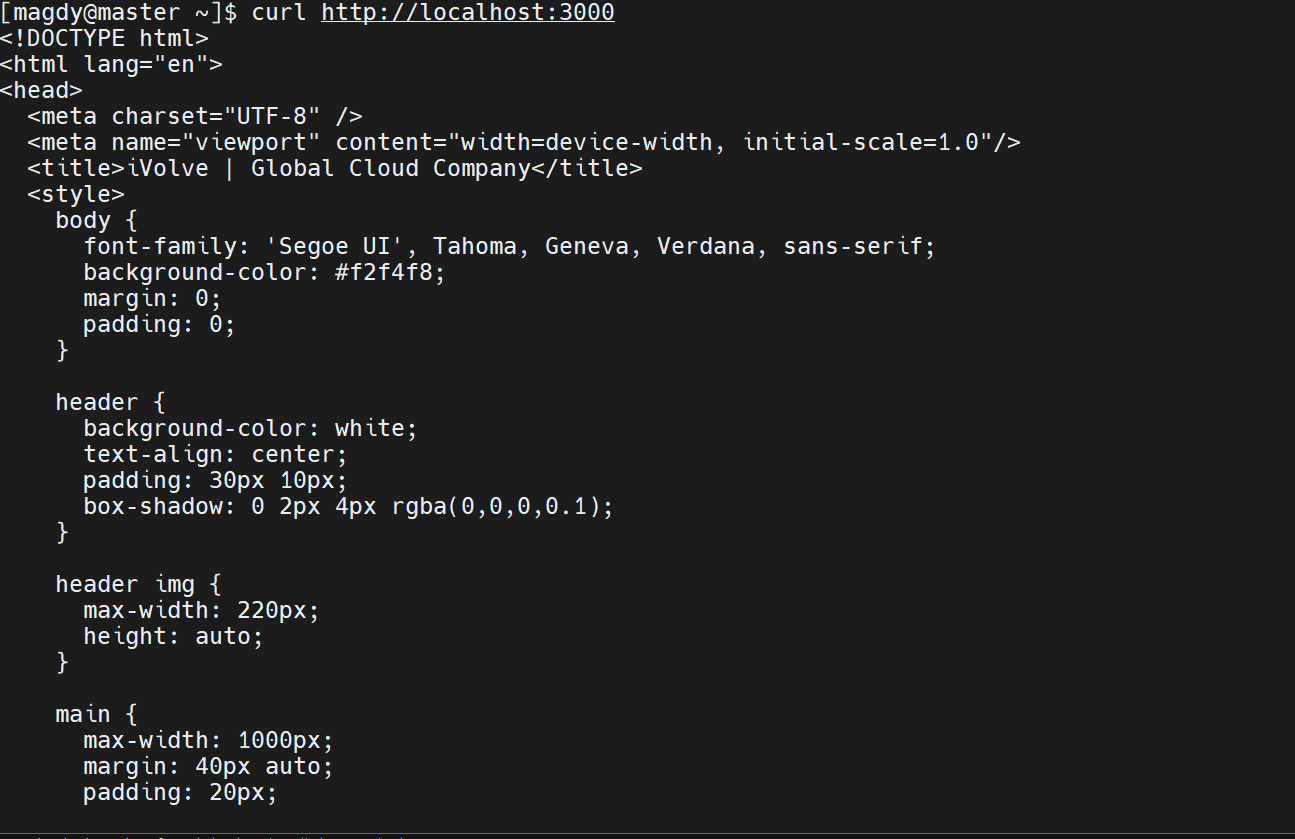 [magdy@master ~]$ curl http://localhost:3000
<!DOCTYPE html>
<html lang="en">
<head>
  <meta charset="UTF-8" />
  <meta name="viewport" content="width=device-width, initial-scale=1.0"/>
  <title>iVolve | Global Cloud Company</title>
  <style>
    body {
      font-family: 'Segoe UI', Tahoma, Geneva, Verdana, sans-serif;
      background-color: #f2f4f8;
      margin: 0;
      padding: 0;
    }

    header {
      background-color: white;
      text-align: center;
      padding: 30px 10px;
      box-shadow: 0 2px 4px rgba(0,0,0,0.1);
    }

    header img {
      max-width: 220px;
      height: auto;
    }

    main {
      max-width: 1000px;
      margin: 40px auto;
      padding: 20px;